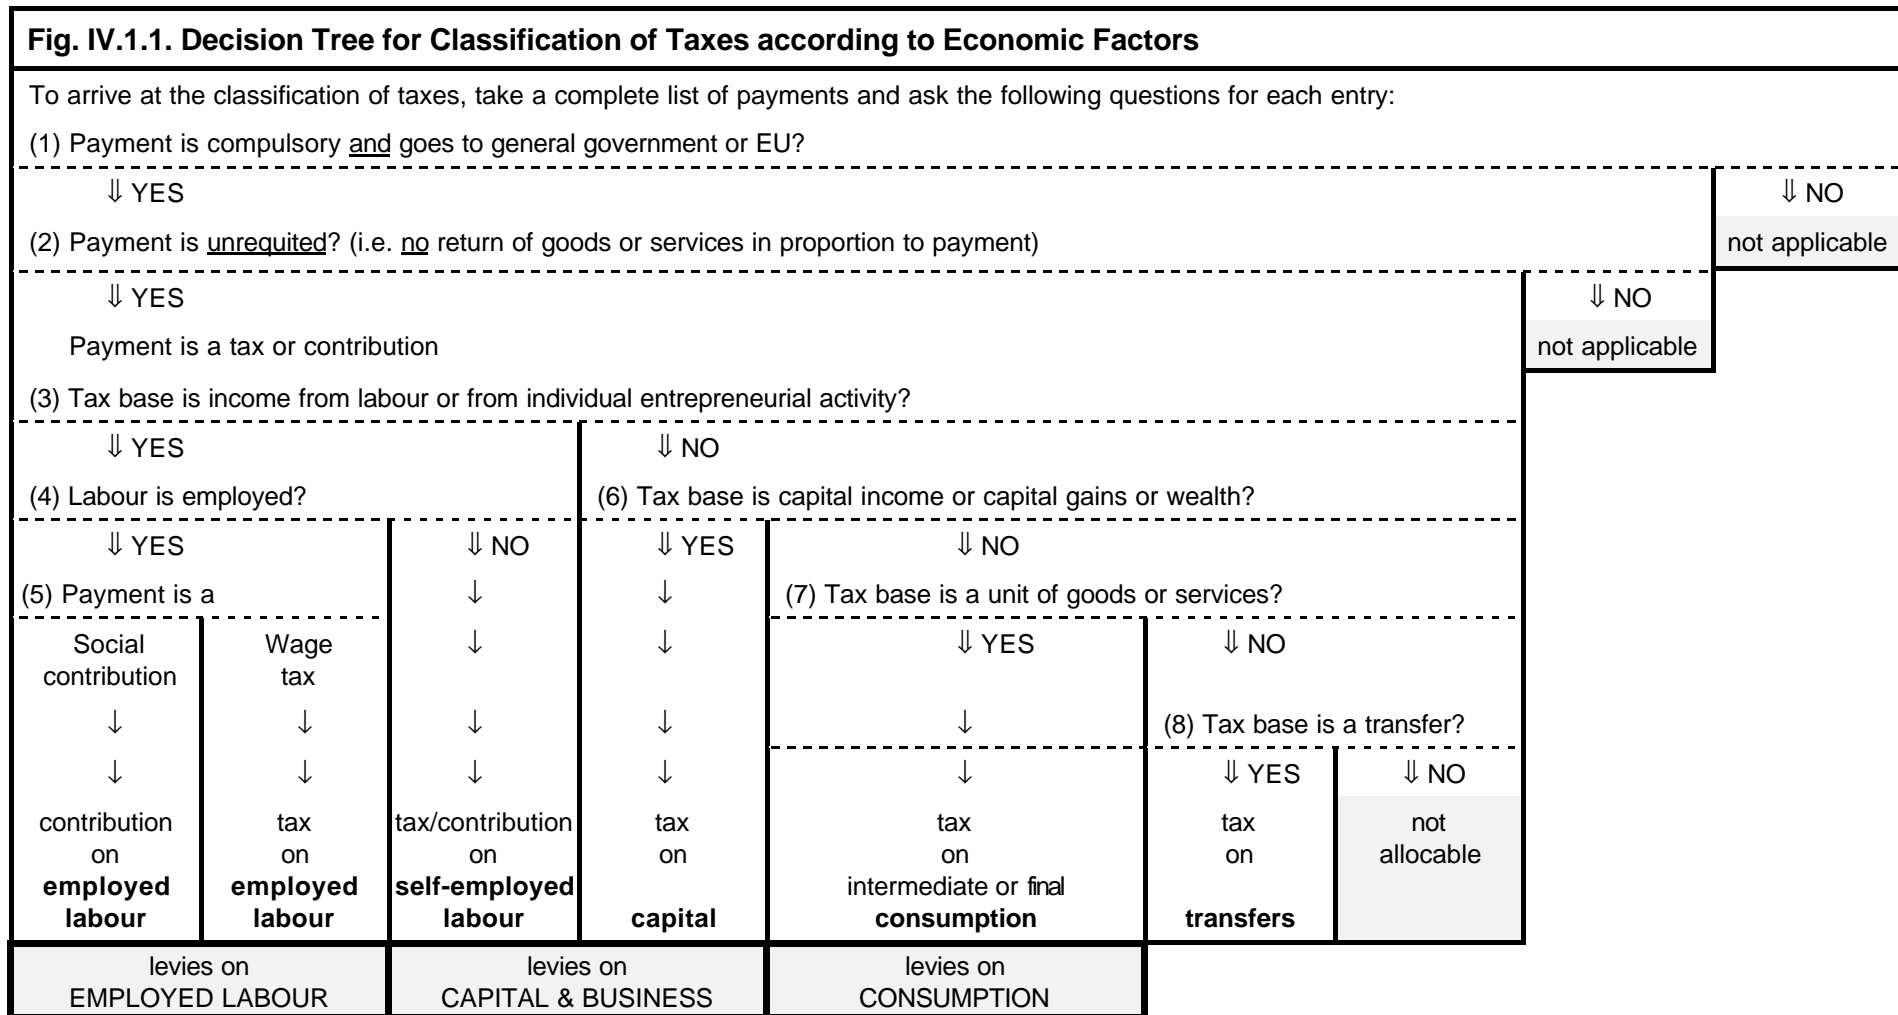 Fig. IV.1.1. Decision Tree for Classification of Taxes according to Economic Factors
To arrive at the classification of taxes, take a complete list of payments and ask the following questions for each entry:
(1) Payment is compulsory and goes to general government or EU?
⇓ YES ⇓ NO
(2) Payment is unrequited? (i.e. no return of goods or services in proportion to payment) not applicable
⇓ YES ⇓ NO
Payment is a tax or contribution not applicable
(3) Tax base is income from labour or from individual entrepreneurial activity?
⇓ YES ⇓ NO
(4) Labour is employed? (6) Tax base is capital income or capital gains or wealth?
⇓ YES ⇓ NO ⇓ YES ⇓ NO
(5) Payment is a ↓ ↓ (7) Tax base is a unit of goods or services?
Social Wage ↓ ↓ ⇓ YES ⇓ NO
contribution tax
↓ ↓ ↓ ↓ ↓ (8) Tax base is a transfer?
↓ ↓ ↓ ↓ ↓ ⇓ YES ⇓ NO
contribution tax tax/contribution tax tax tax not
on on on on on on allocable
employed employed self-employed intermediate or final
labour labour labour capital consumption transfers
levies on levies on levies on
EMPLOYED LABOUR CAPITAL & BUSINESS CONSUMPTION